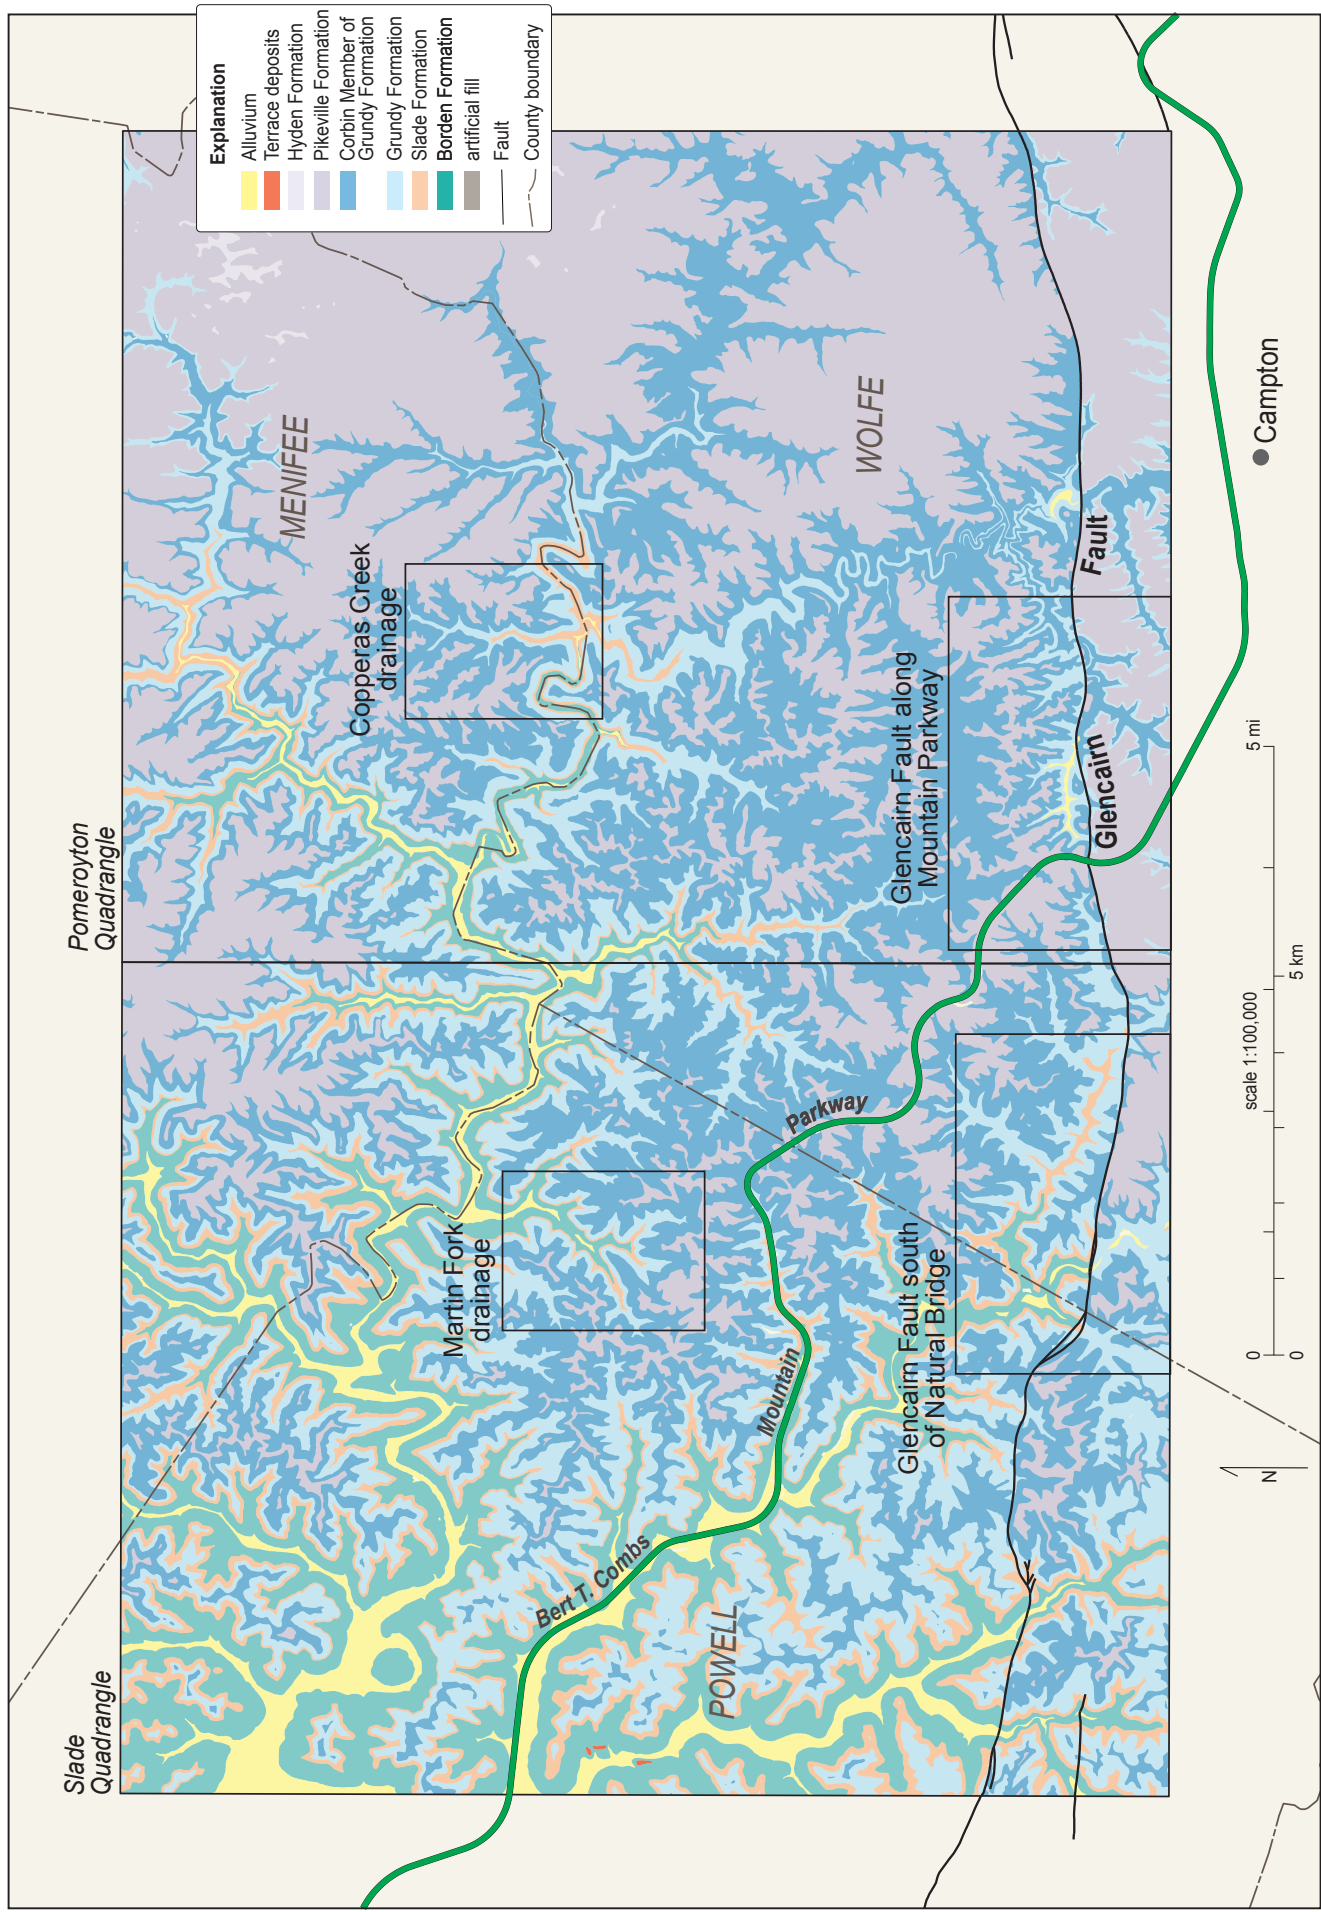 Slade
Quadrangle
Pomeroyton
Quadrangle
Explanation
Alluvium
Terrace deposits
Hyden Formation
Pikeville Formation
Corbin Member of
Grundy Formation
Grundy Formation
Slade Formation
Borden Formation
artificial fill
Fault
County boundary
MENIFEE
Copperas Creek
drainage
Martin Fork
drainage
Bert T. Combs
Mountain
Parkway
POWELL
WOLFE
Glencairn Fault south
of Natural Bridge
Glencairn Fault along
Mountain Parkway
Glencairn
Fault
Campton
N
scale 1:100,000
0
5 mi
0
5 km